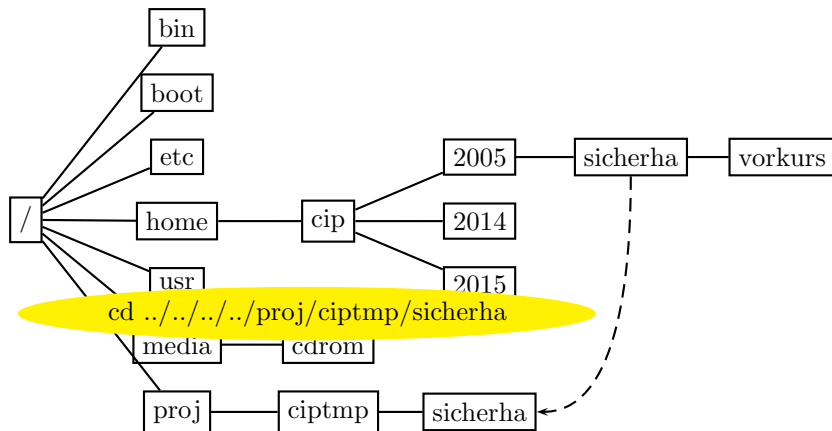 bin
boot
etc
2005 sicherha vorkurs
/ home cip 2014
usr 2015
cd ../../../../proj/ciptmp/sicherha
media cdrom
proj ciptmp sicherha